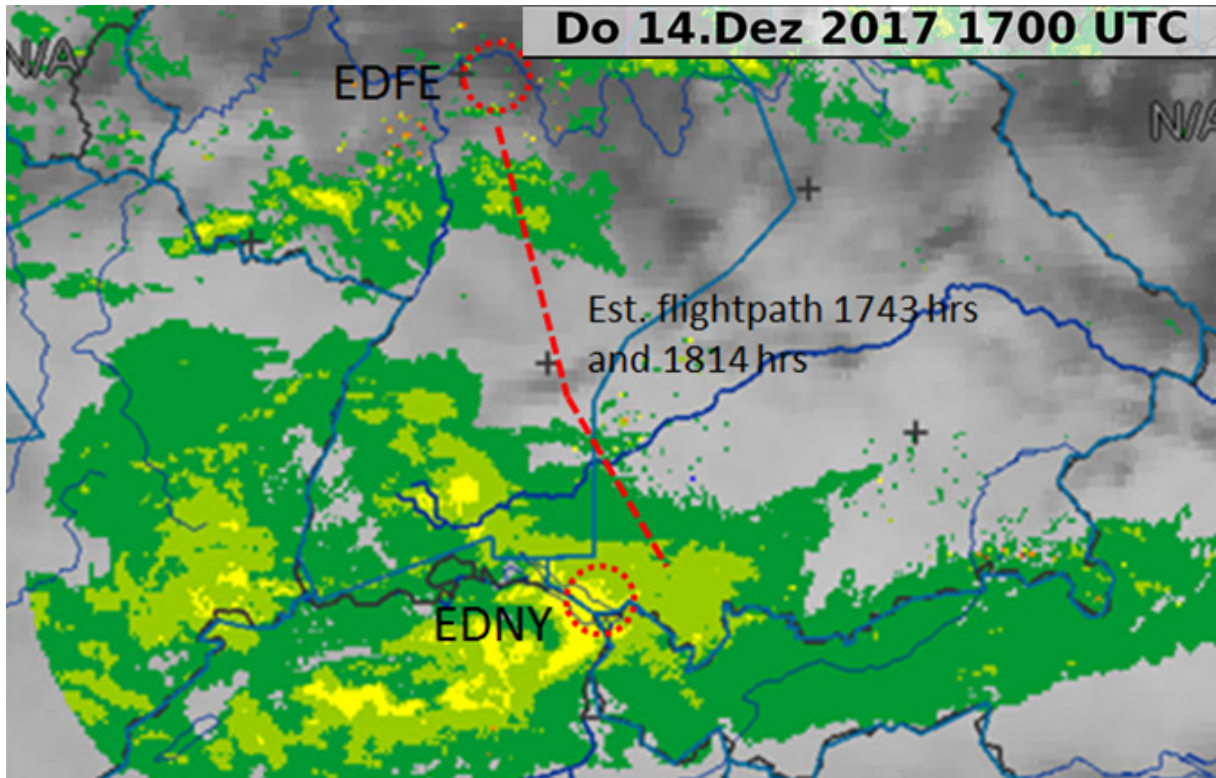 Do 14.Dez 2017 1700 UTC
N/A
EDFE
N/A
Est. flightpath 1743 hrs
and 1814 hrs
EDNY